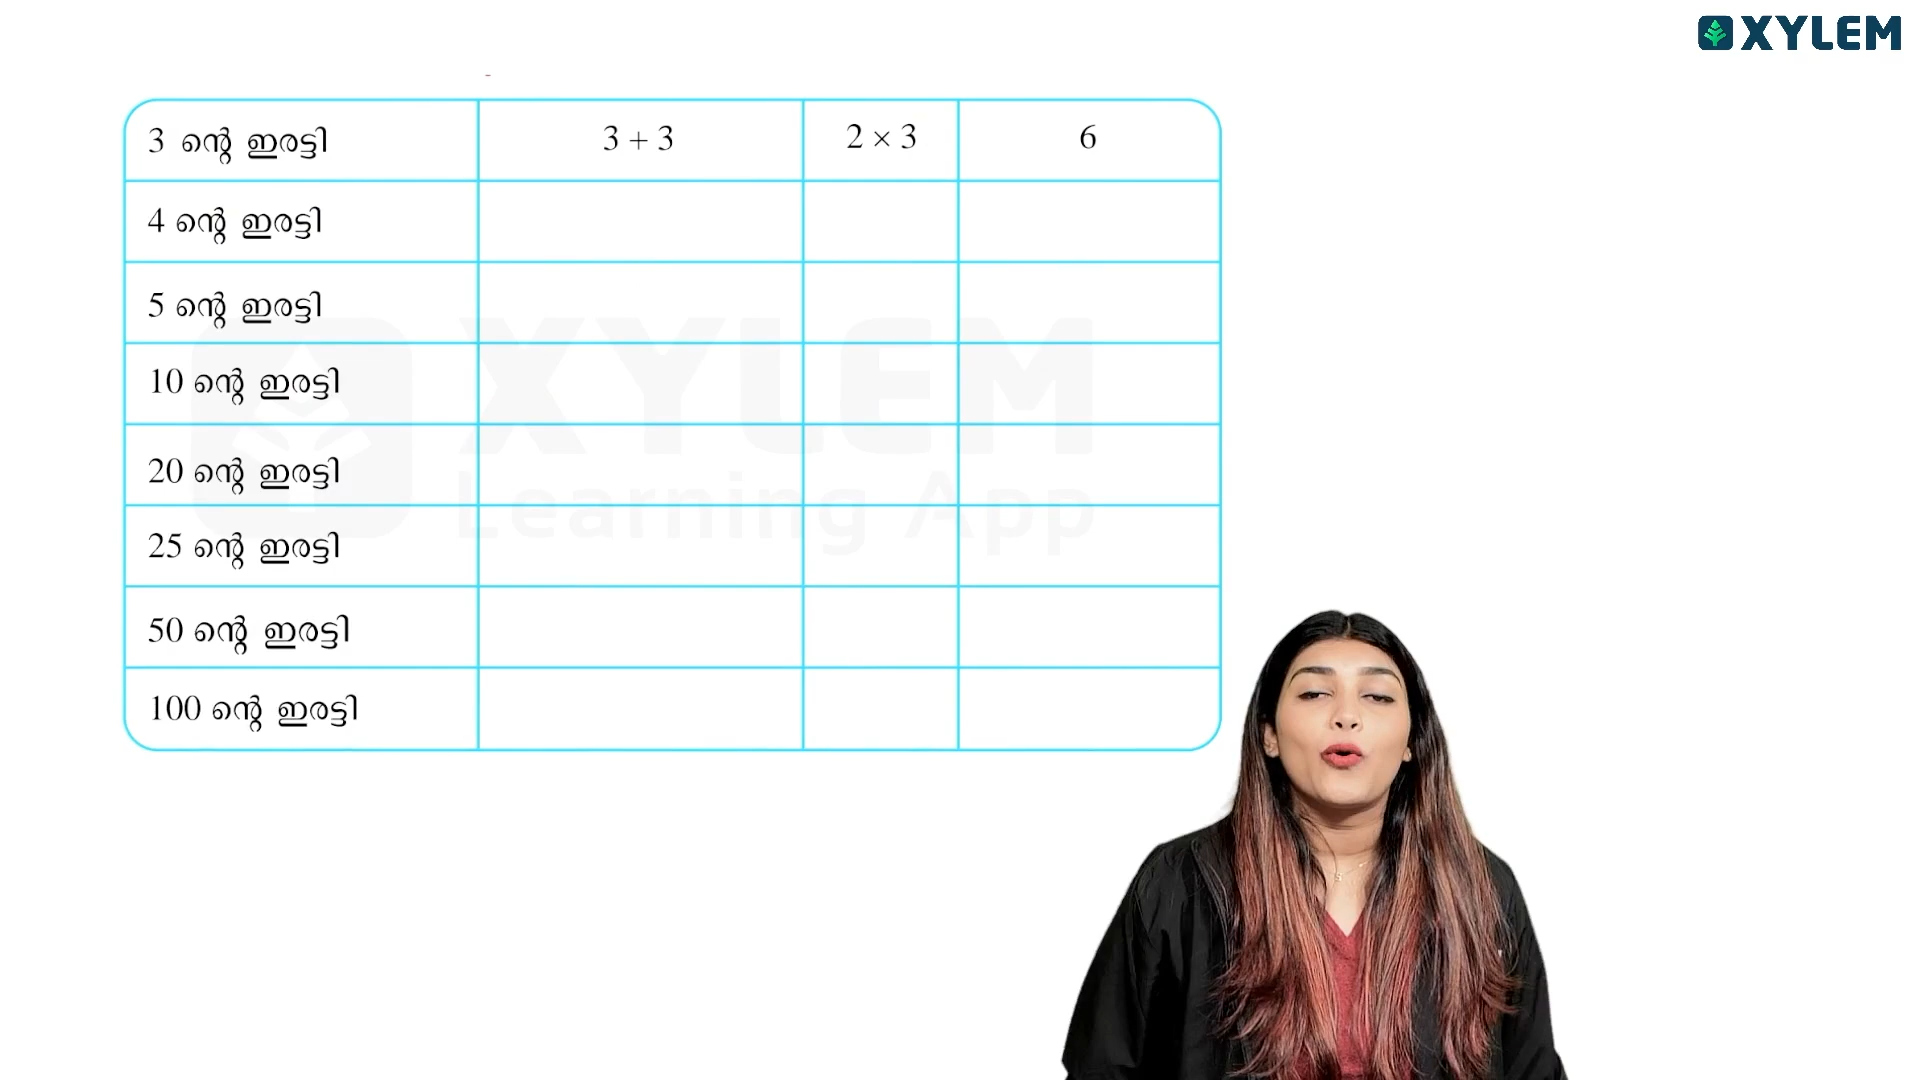 XYLEM
3 ന്റെ ഇരട്ടി 3 + 3 2 × 3 6
4 ന്റെ ഇരട്ടി
5 ന്റെ ഇരട്ടി
10 ന്റെ ഇരട്ടി
20 ന്റെ ഇരട്ടി
25 ന്റെ ഇരട്ടി
50 ന്റെ ഇരട്ടി
100 ന്റെ ഇരട്ടി
XYLEM
Learning App